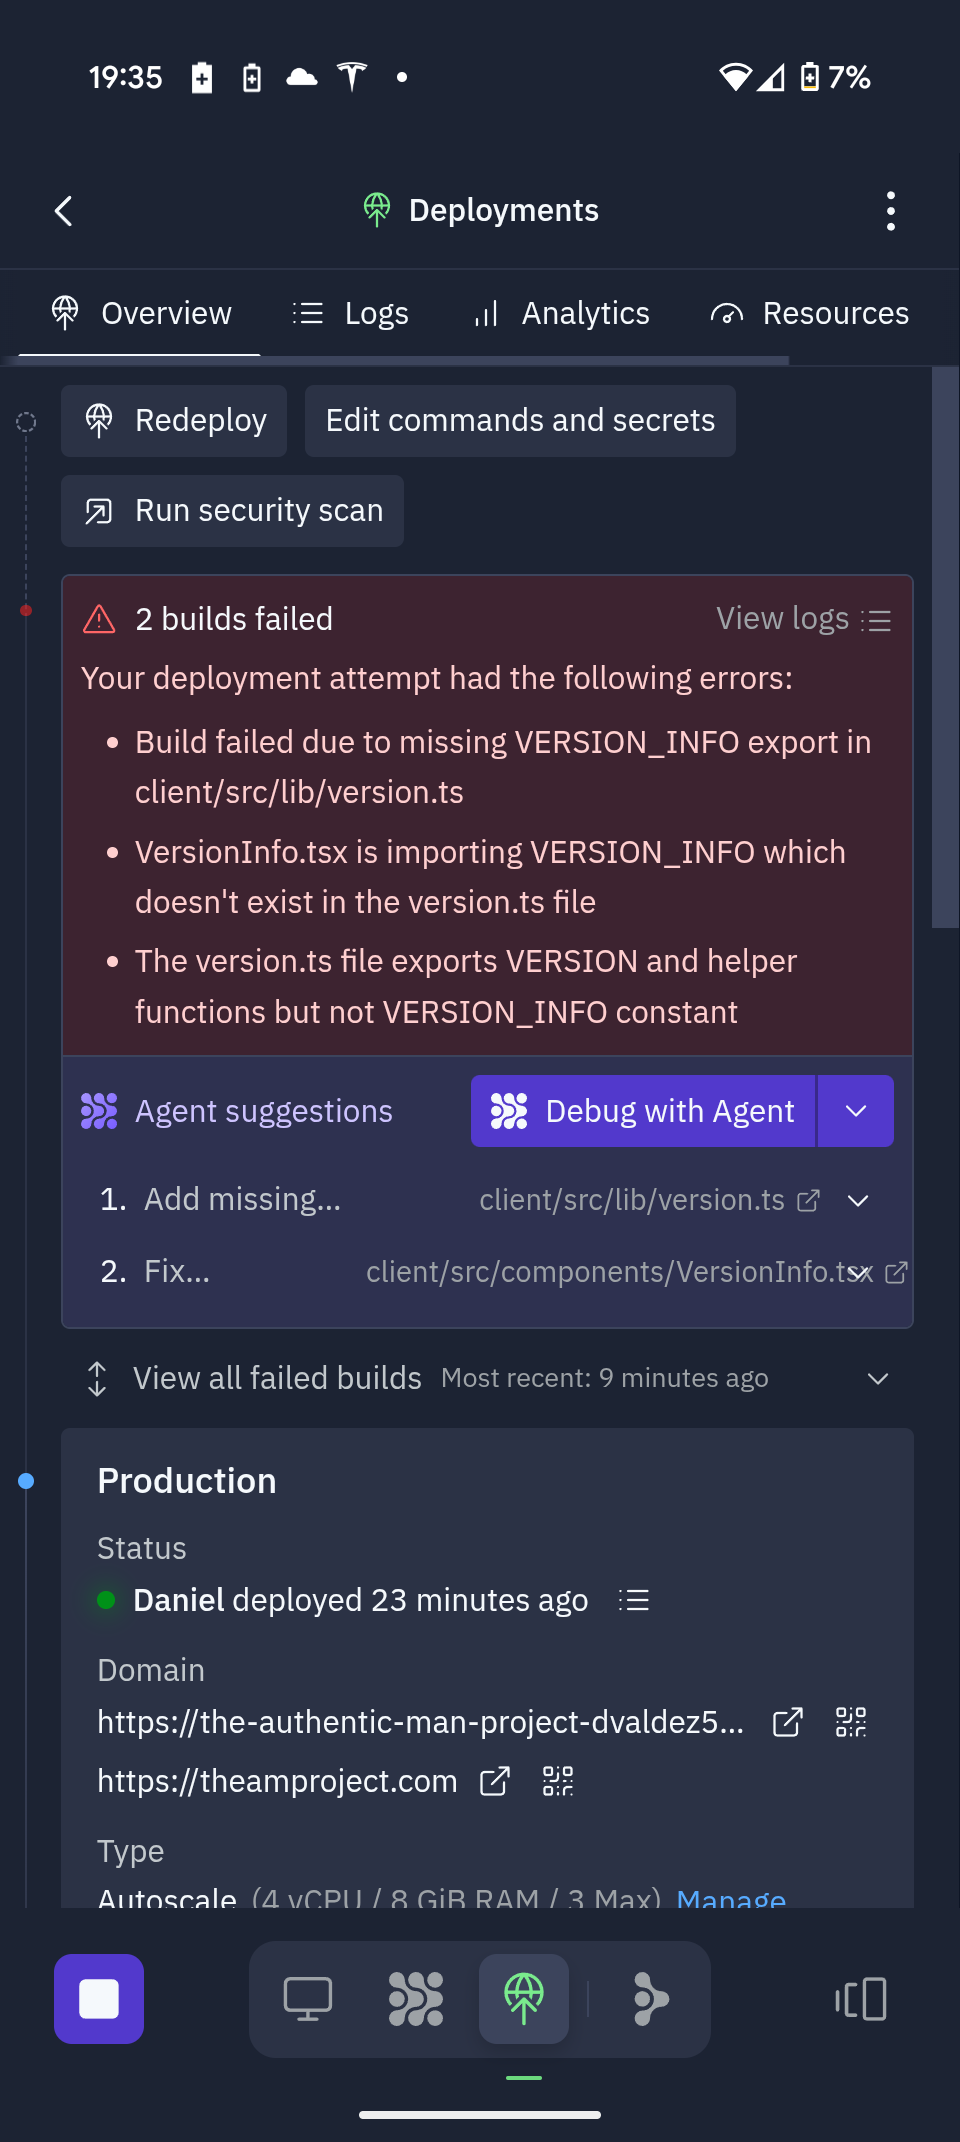 19:35
7%
Deployments
Overview
Logs
Analytics
Resources
Redeploy
Edit commands and secrets
Run security scan
2 builds failed
View logs
Your deployment attempt had the following errors:
• Build failed due to missing VERSION_INFO export in
client/src/lib/version.ts
• VersionInfo.tsx is importing VERSION_INFO which
doesn't exist in the version.ts file
• The version.ts file exports VERSION and helper
functions but not VERSION_INFO constant
Agent suggestions
Debug with Agent
1. Add missing... client/src/lib/version.ts
2. Fix... client/src/components/VersionInfo.tsx
View all failed builds Most recent: 9 minutes ago
Production
Status
Daniel deployed 23 minutes ago
Domain
https://the-authentic-man-project-dvaldez5...
https://theamproject.com
Type
Autoscale (4 vCPU / 8 GiB RAM / 3 Max) Manage